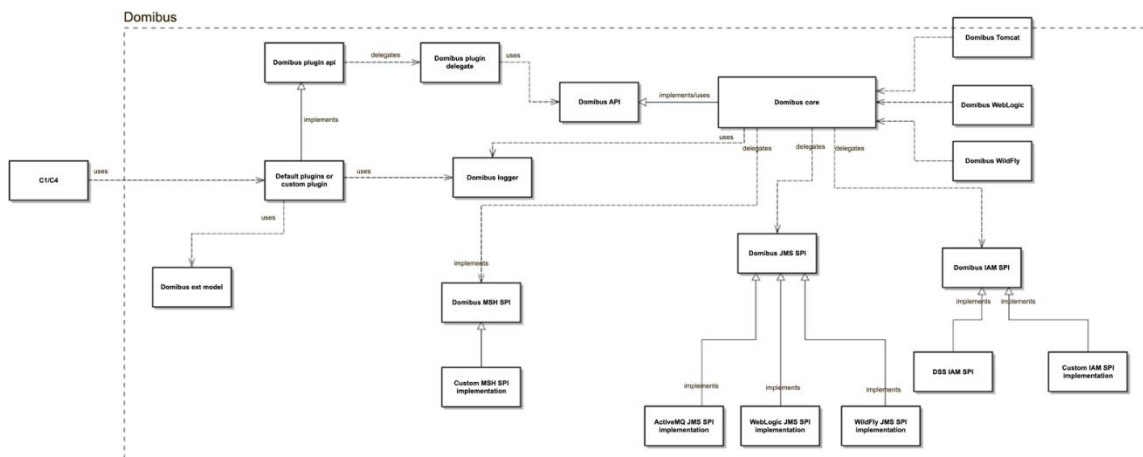 Domibus
Domibus Tomcat
Domibus plugin api
delegates
Domibus plugin
delegate
uses
Domibus API
implements/uses
Domibus core
Domibus WebLogic
implements
uses
delegates
delegates
delegates
Domibus WildFly
C1/C4
uses
Default plugins or
custom plugin
uses
Domibus logger
uses
Domibus ext model
implements
Domibus MSH SPI
Domibus JMS SPI
Domibus IAM SPI
implements
implements
Custom MSH SPI
implementation
DSS IAM SPI
Custom IAM SPI
implementation
implements
implements
implements
ActiveMQ JMS SPI
implementation
WebLogic JMS SPI
implementation
WildFly JMS SPI
implementation